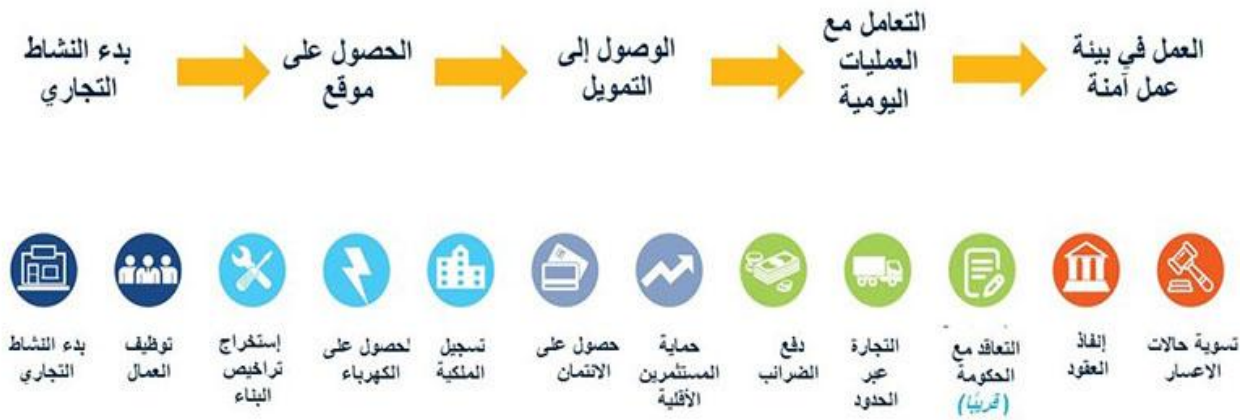 بدء النشاط
التجاري
الحصول على
موقع
الوصول إلى
التمويل
التعامل مع
العمليات
اليومية
العمل في بيئة
عمل آمنة
بدء النشاط
التجاري
توظيف
العمال
إستخراج
تراخيص
البناء
لحصول على
الكهرباء
تسجيل
الملكية
حصول على
الائتمان
حماية
المستثمرين
الأقلية
دفع
الضرائب
التجارة
عبر
الحدود
التعاقد مع
الحكومة
(قريبًا)
إنفاذ
العقود
تسوية حالات
الاعسار